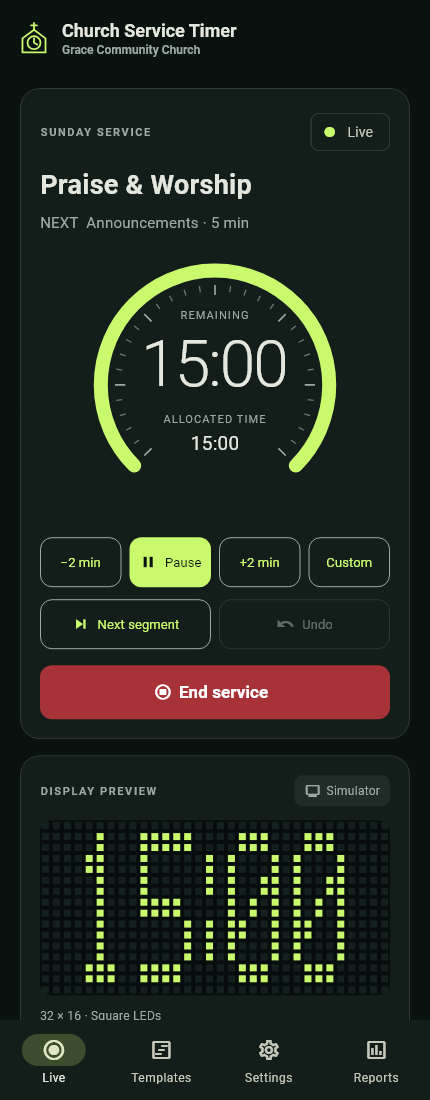 Church Service Timer
Grace Community Church
SUNDAY SERVICE
Live
Praise & Worship
NEXT Announcements · 5 min
REMAINING
15:00
ALLOCATED TIME
15:00
−2 min
Pause
+2 min
Custom
Next segment
Undo
End service
DISPLAY PREVIEW
Simulator
15:00
32 × 16 · Square LEDs
Live
Templates
Settings
Reports